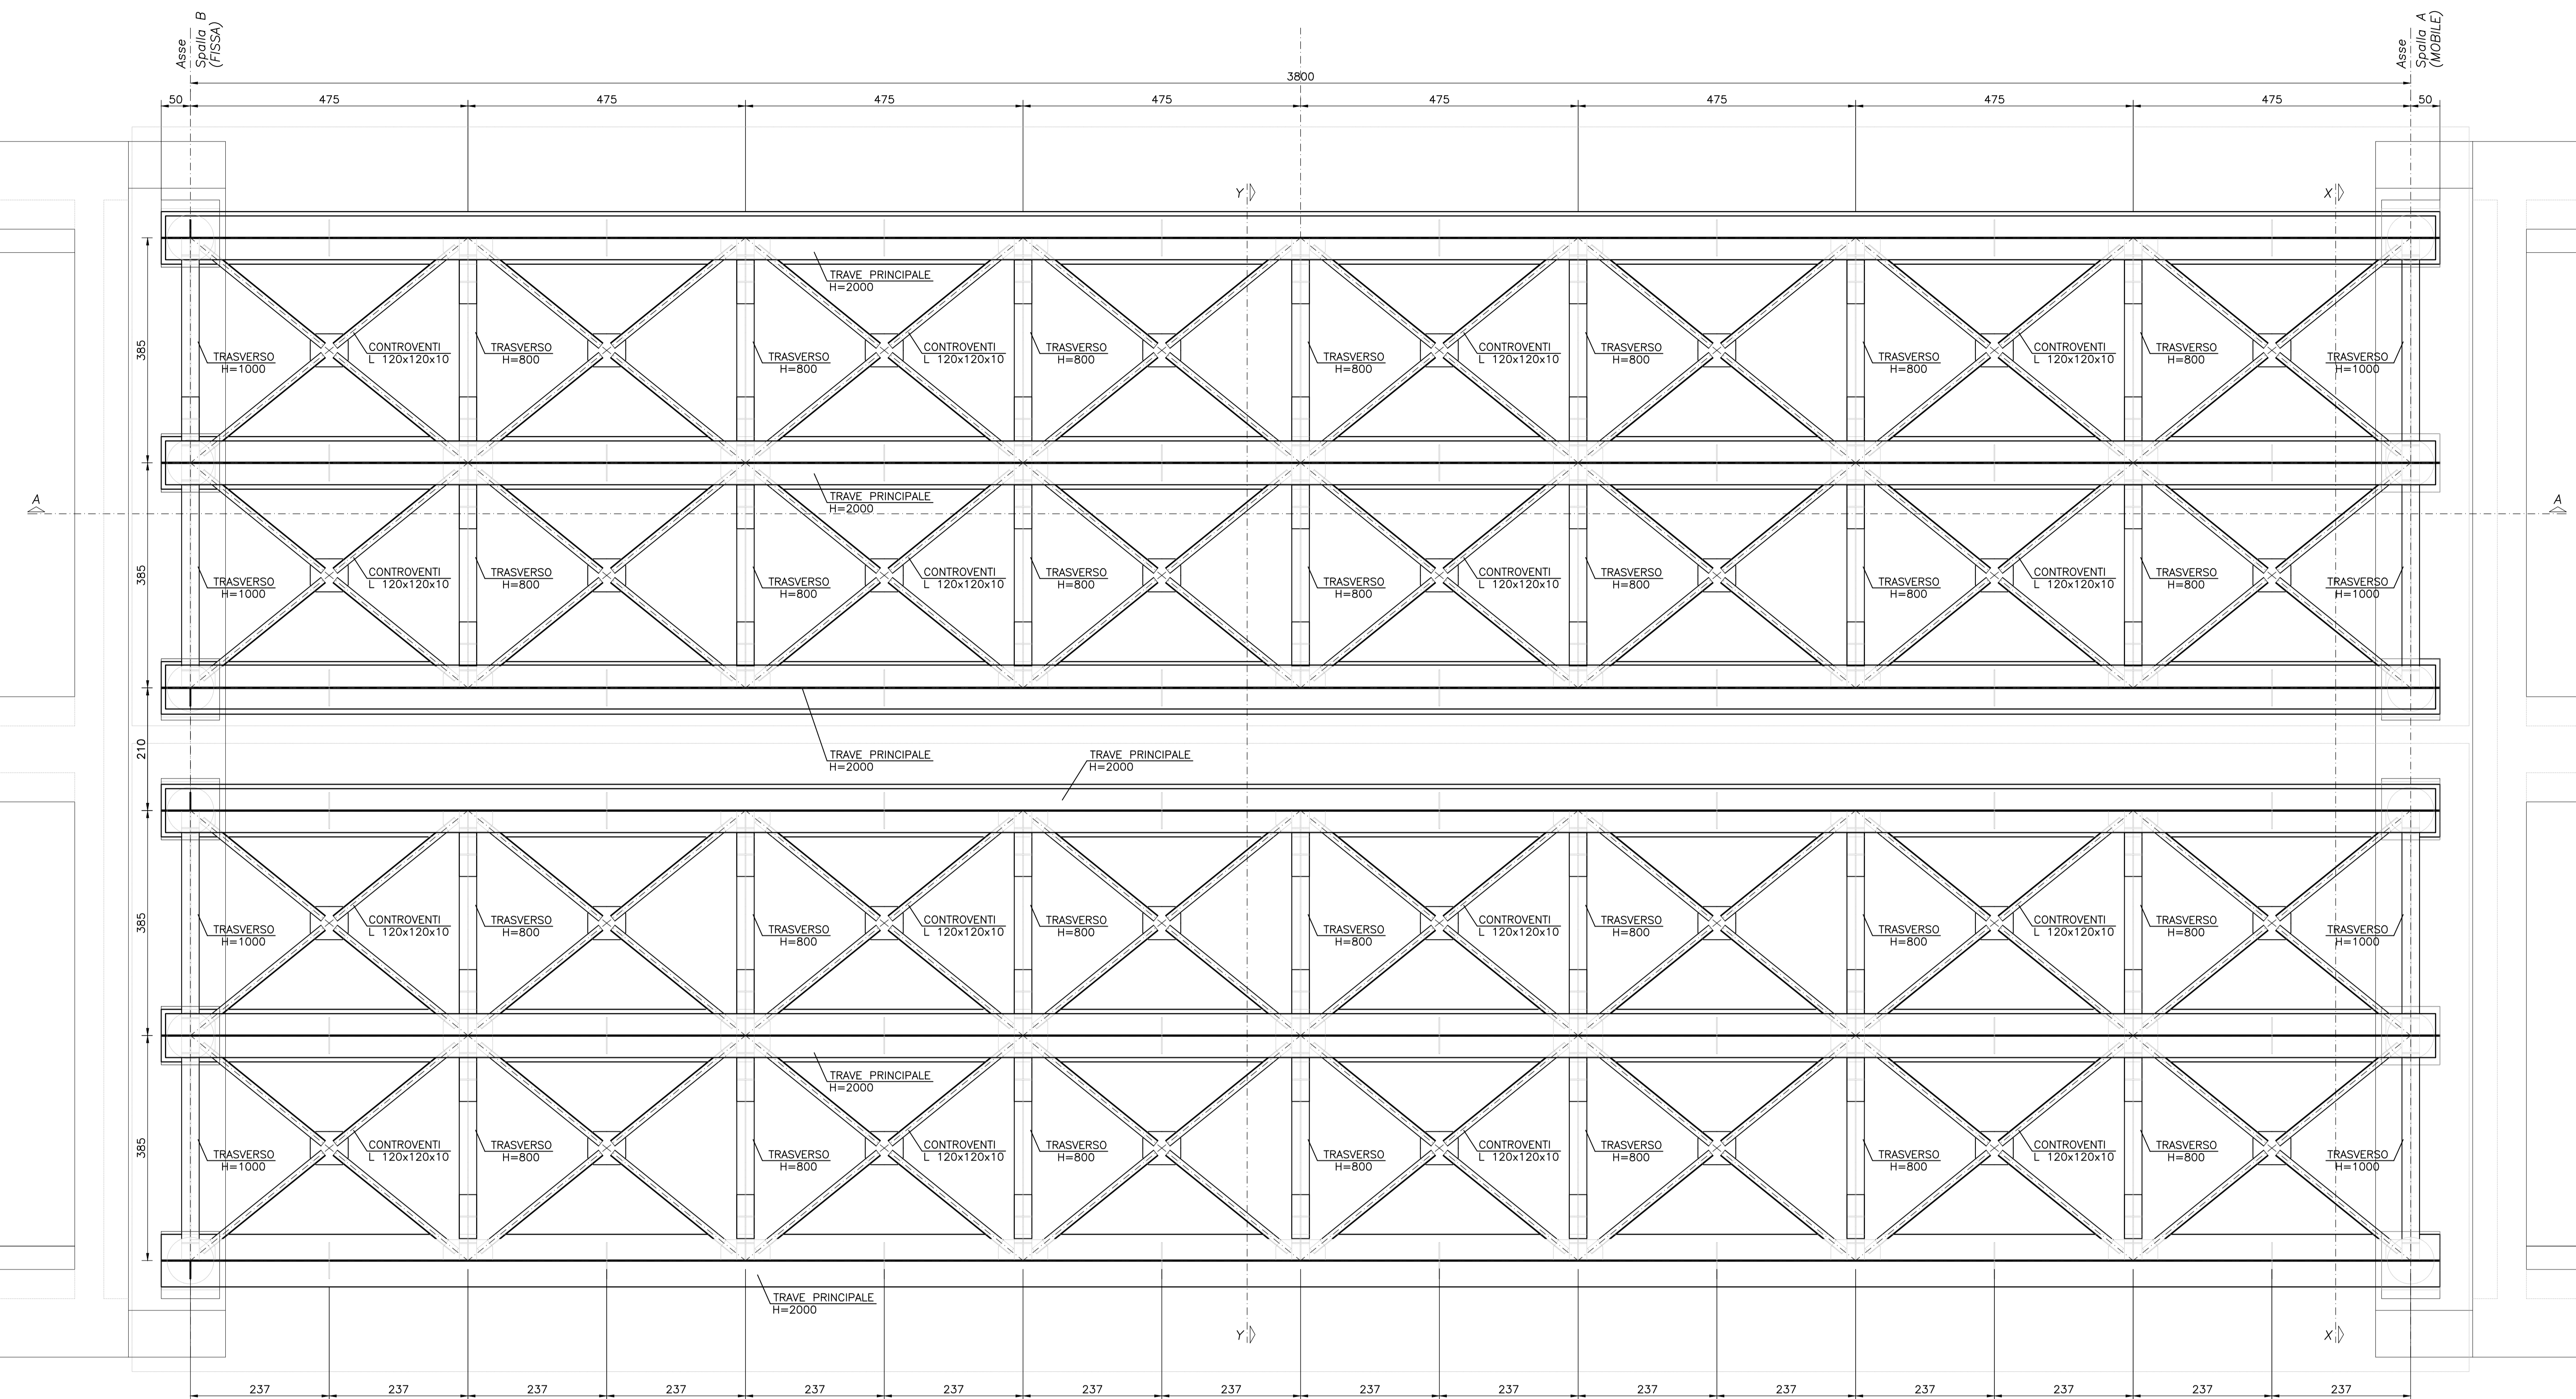 Asse
Spalla B
(FISSA)
Asse
Spalla A
(MOBILE)
3800
50 475 475 475 475 475 475 475 475 50
Y X
TRAVE PRINCIPALE
H=2000
385
TRASVERSO
H=1000
CONTROVENTI
L 120x120x10
TRASVERSO
H=800
TRASVERSO
H=800
CONTROVENTI
L 120x120x10
TRASVERSO
H=800
TRASVERSO
H=800
CONTROVENTI
L 120x120x10
TRASVERSO
H=800
TRASVERSO
H=800
CONTROVENTI
L 120x120x10
TRASVERSO
H=800
TRASVERSO
H=1000
TRAVE PRINCIPALE
H=2000
A A
385
TRASVERSO
H=1000
CONTROVENTI
L 120x120x10
TRASVERSO
H=800
TRASVERSO
H=800
CONTROVENTI
L 120x120x10
TRASVERSO
H=800
TRASVERSO
H=800
CONTROVENTI
L 120x120x10
TRASVERSO
H=800
TRASVERSO
H=800
CONTROVENTI
L 120x120x10
TRASVERSO
H=800
TRASVERSO
H=1000
210
TRAVE PRINCIPALE
H=2000
TRAVE PRINCIPALE
H=2000
385
TRASVERSO
H=1000
CONTROVENTI
L 120x120x10
TRASVERSO
H=800
TRASVERSO
H=800
CONTROVENTI
L 120x120x10
TRASVERSO
H=800
TRASVERSO
H=800
CONTROVENTI
L 120x120x10
TRASVERSO
H=800
TRASVERSO
H=800
CONTROVENTI
L 120x120x10
TRASVERSO
H=800
TRASVERSO
H=1000
TRAVE PRINCIPALE
H=2000
385
TRASVERSO
H=1000
CONTROVENTI
L 120x120x10
TRASVERSO
H=800
TRASVERSO
H=800
CONTROVENTI
L 120x120x10
TRASVERSO
H=800
TRASVERSO
H=800
CONTROVENTI
L 120x120x10
TRASVERSO
H=800
TRASVERSO
H=800
CONTROVENTI
L 120x120x10
TRASVERSO
H=800
TRASVERSO
H=1000
TRAVE PRINCIPALE
H=2000
Y X
237 237 237 237 237 237 237 237 237 237 237 237 237 237 237 237